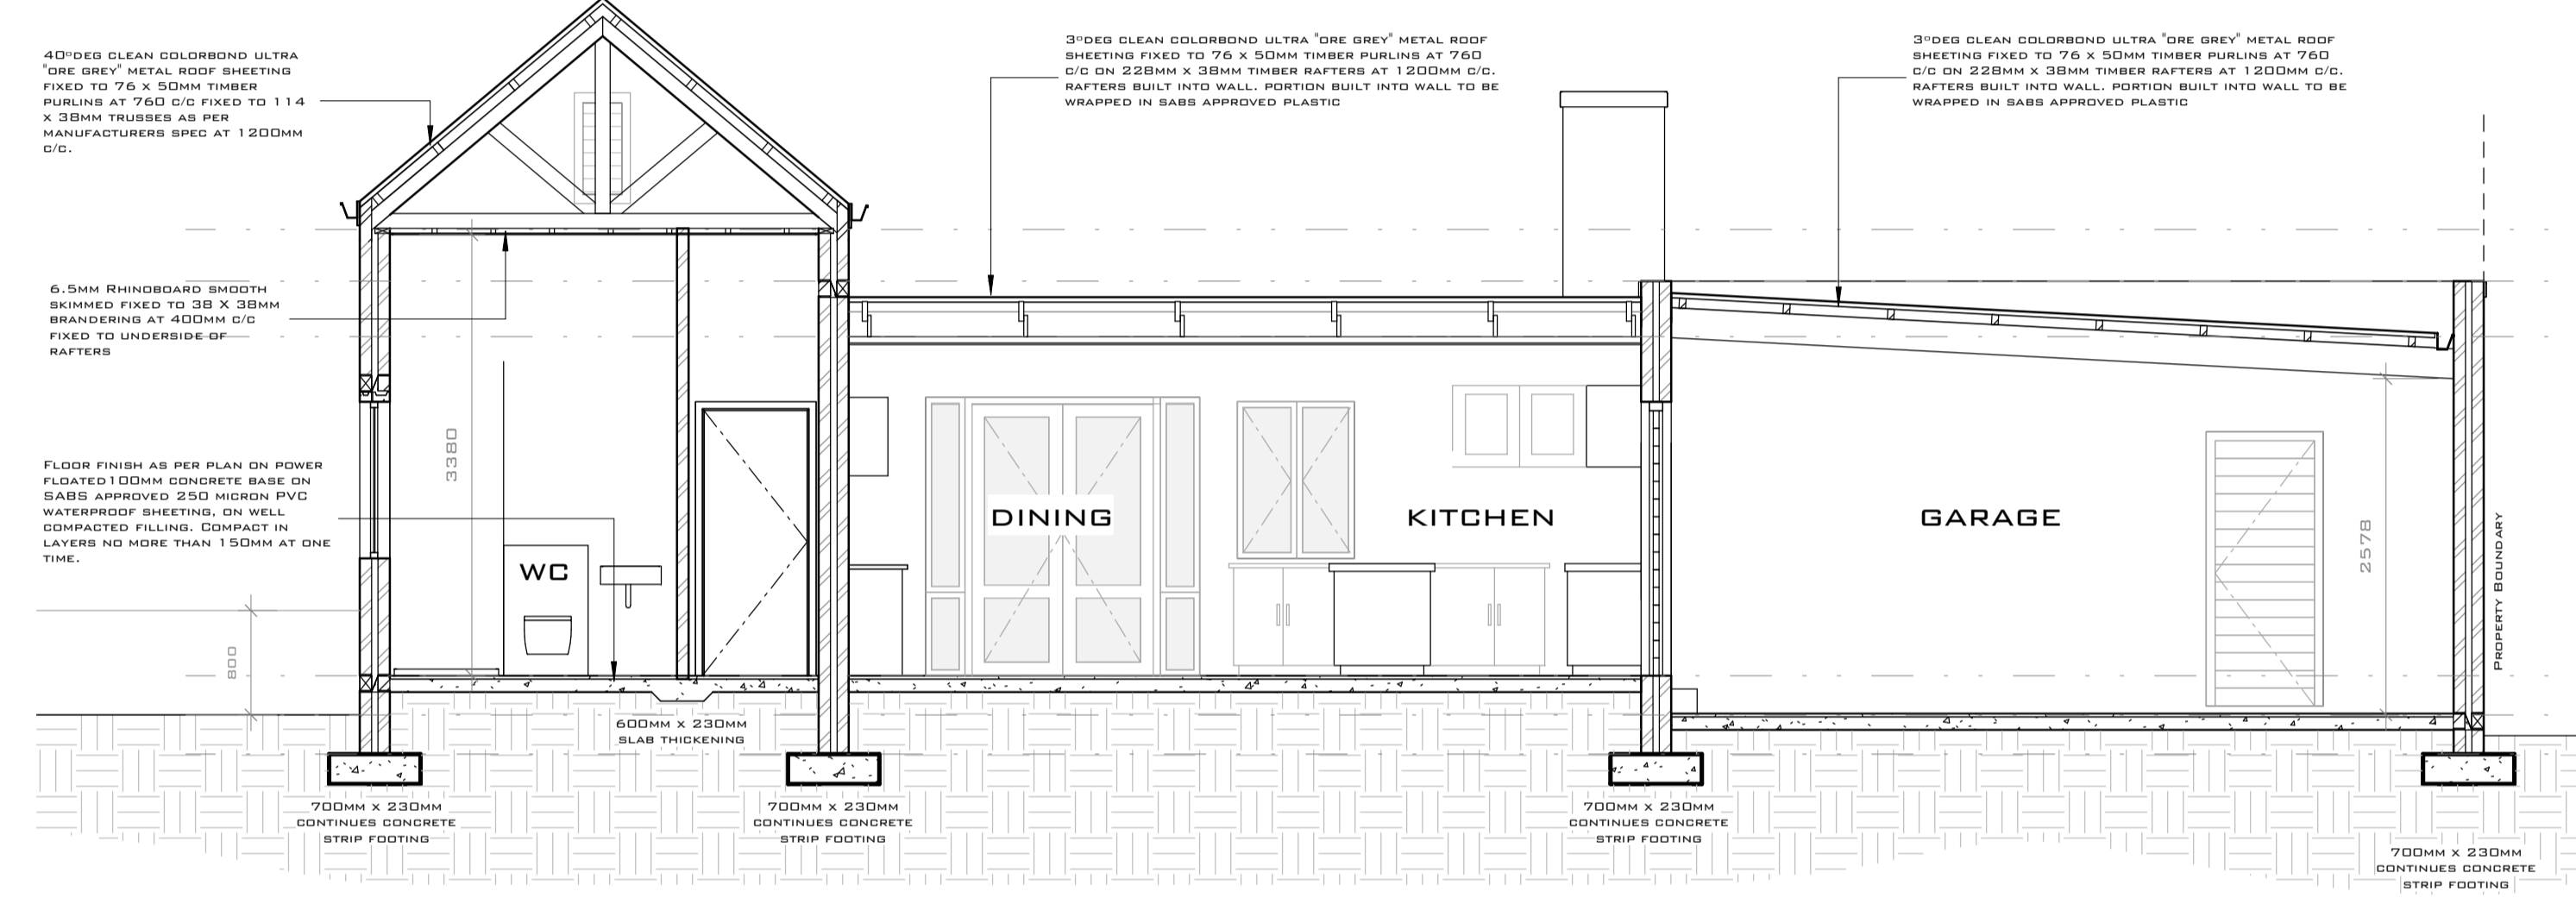 40°DEG CLEAN COLORBOND ULTRA
"ORE GREY" METAL ROOF SHEETING
FIXED TO 76 X 50MM TIMBER
PURLINS AT 760 C/C FIXED TO 114
X 38MM TRUSSES AS PER
MANUFACTURERS SPEC AT 1200MM
C/C.
3°DEG CLEAN COLORBOND ULTRA "ORE GREY" METAL ROOF
SHEETING FIXED TO 76 X 50MM TIMBER PURLINS AT 760
C/C ON 228MM X 38MM TIMBER RAFTERS AT 1200MM C/C.
RAFTERS BUILT INTO WALL. PORTION BUILT INTO WALL TO BE
WRAPPED IN SABS APPROVED PLASTIC
3°DEG CLEAN COLORBOND ULTRA "ORE GREY" METAL ROOF
SHEETING FIXED TO 76 X 50MM TIMBER PURLINS AT 760
C/C ON 228MM X 38MM TIMBER RAFTERS AT 1200MM C/C.
RAFTERS BUILT INTO WALL. PORTION BUILT INTO WALL TO BE
WRAPPED IN SABS APPROVED PLASTIC
6.5MM RHINOBOARD SMOOTH
SKIMMED FIXED TO 38 X 38MM
BRANDERING AT 400MM C/C
FIXED TO UNDERSIDE OF
RAFTERS
FLOOR FINISH AS PER PLAN ON POWER
FLOATED100MM CONCRETE BASE ON
SABS APPROVED 250 MICRON PVC
WATERPROOF SHEETING, ON WELL
COMPACTED FILLING. COMPACT IN
LAYERS NO MORE THAN 150MM AT ONE
TIME.
3380
800
WC
DINING
KITCHEN
GARAGE
2578
PROPERTY BOUNDARY
600MM X 230MM
SLAB THICKENING
700MM X 230MM
CONTINUES CONCRETE
STRIP FOOTING
700MM X 230MM
CONTINUES CONCRETE
STRIP FOOTING
700MM X 230MM
CONTINUES CONCRETE
STRIP FOOTING
700MM X 230MM
CONTINUES CONCRETE
STRIP FOOTING